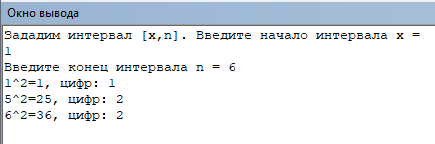 Окно вывода
Зададим интервал [x,n]. Введите начало интервала x =
1
Введите конец интервала n = 6
1^2=1, цифр: 1
5^2=25, цифр: 2
6^2=36, цифр: 2